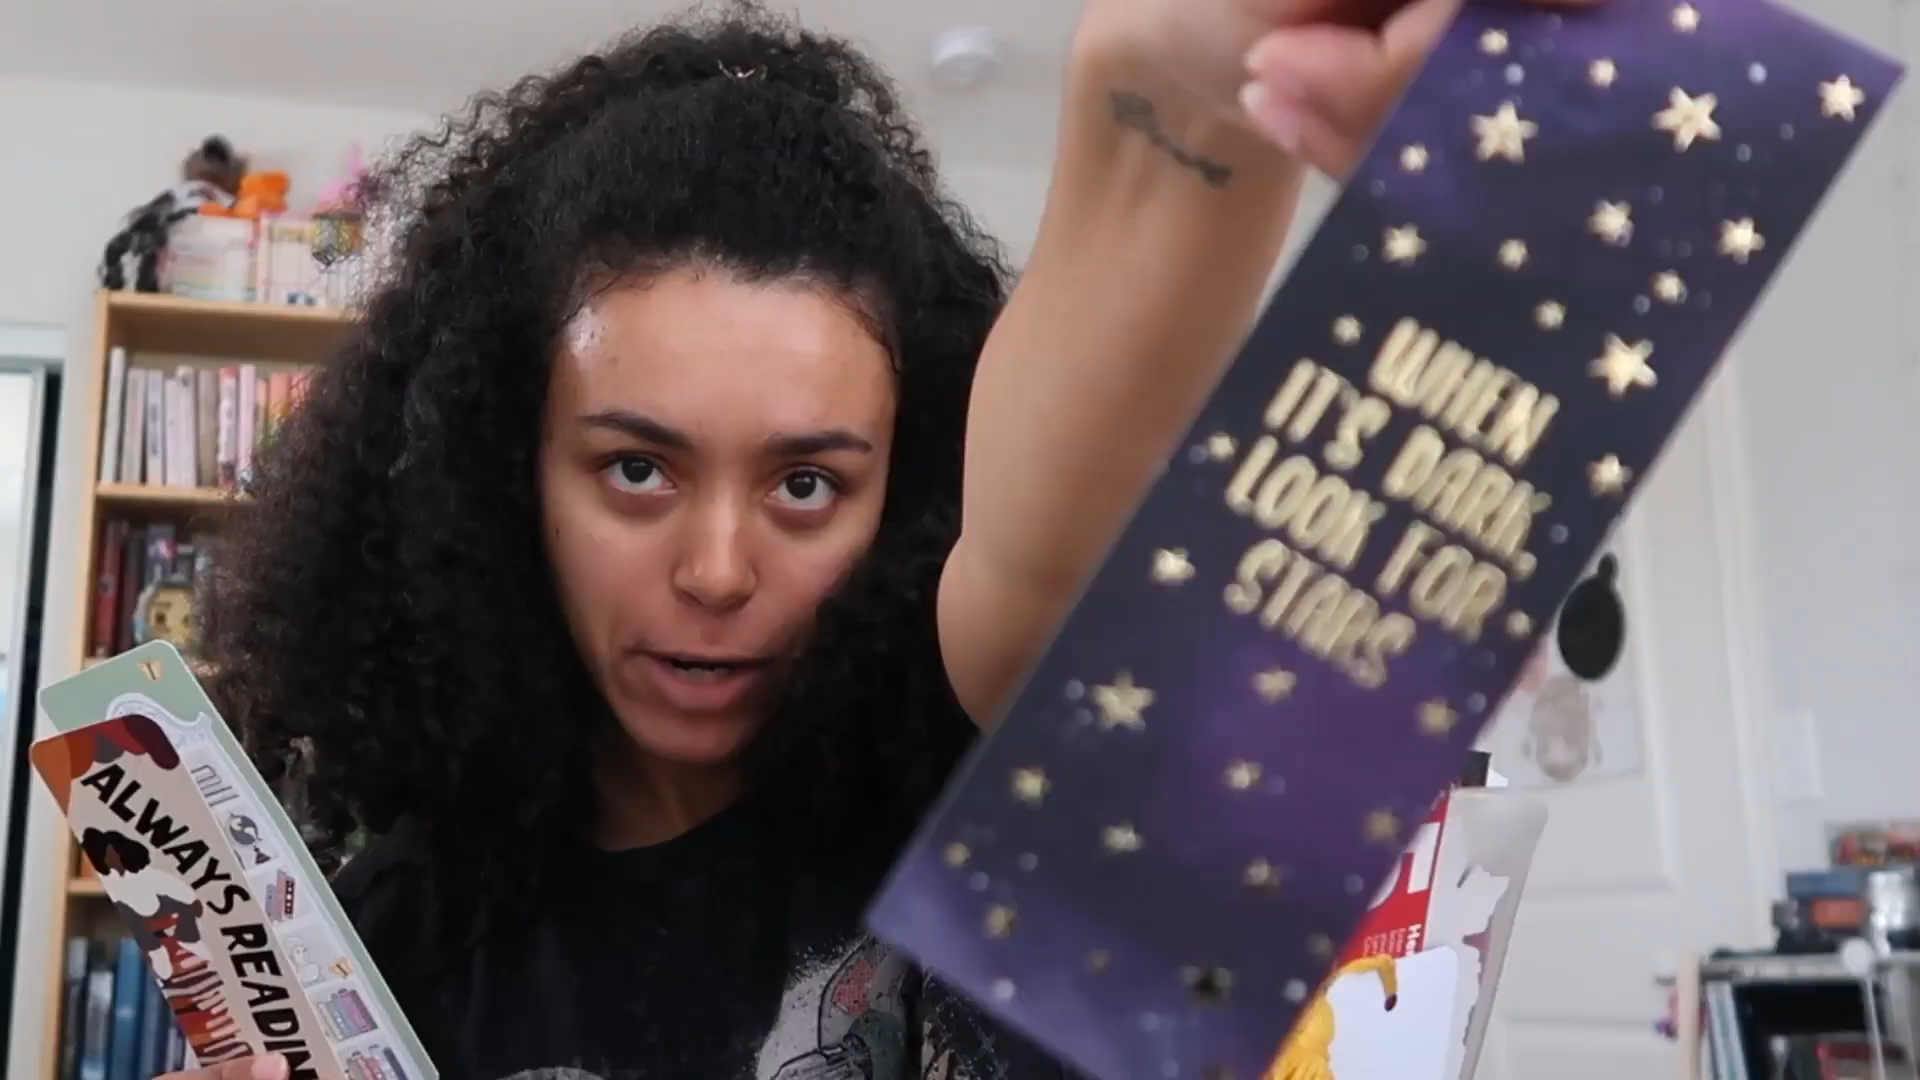 WHEN
IT'S DARK,
LOOK FOR
STARS
ALWAYS READIN